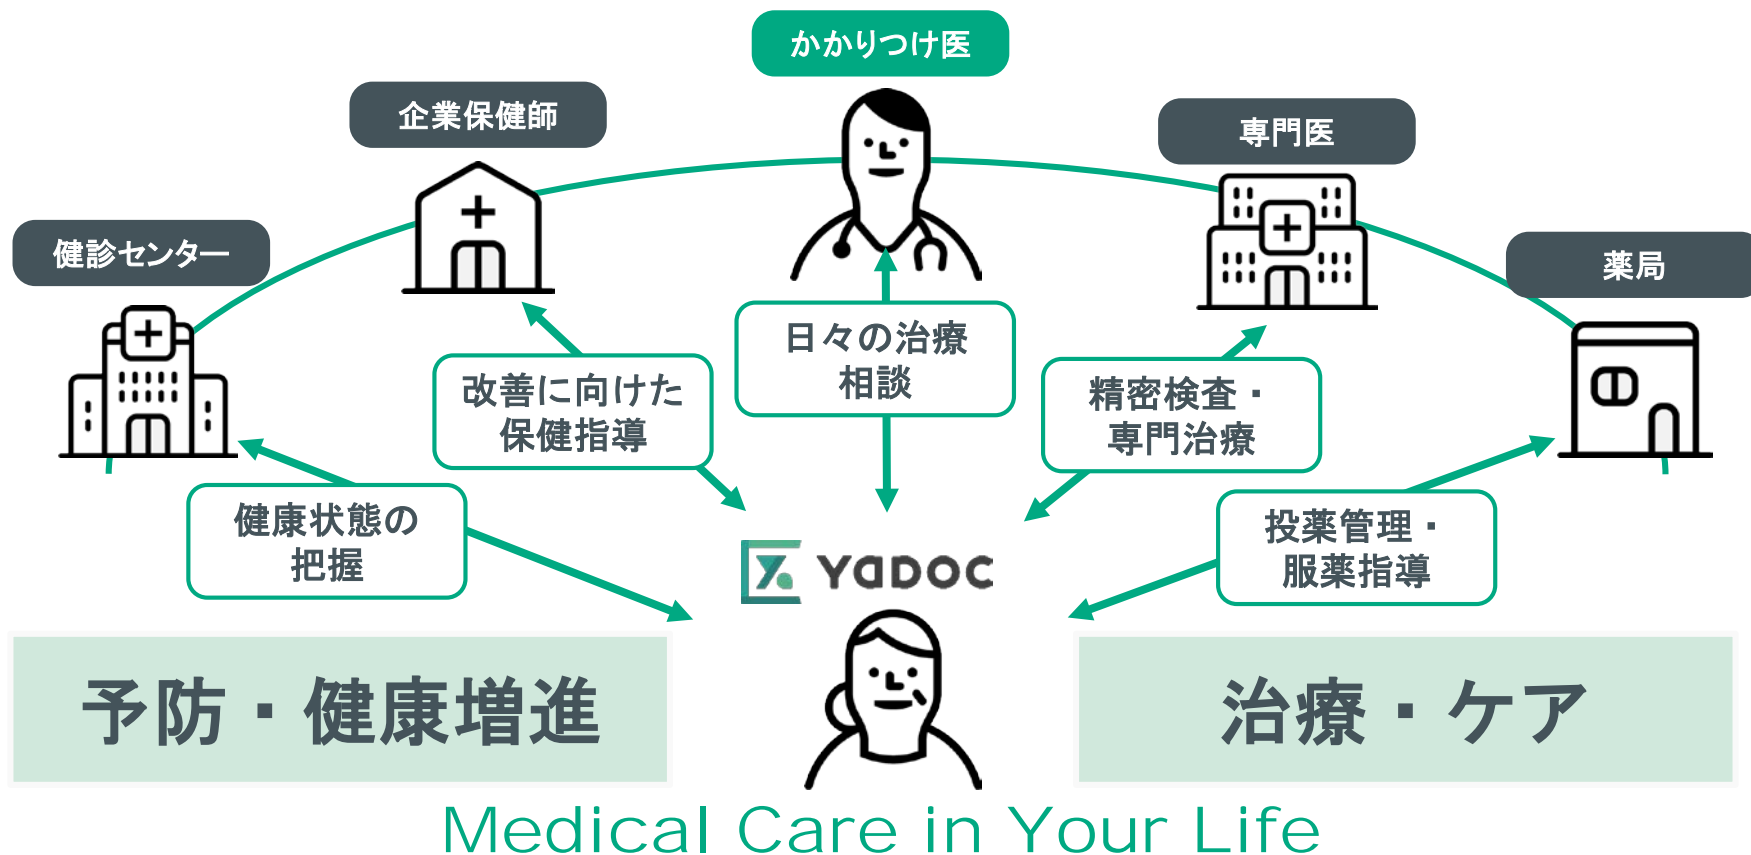 かかりつけ医
企業保健師
専門医
健診センター
薬局
日々の治療
相談
改善に向けた
保健指導
精密検査・
専門治療
健康状態の
把握
投薬管理・
服薬指導
YaDOC
予防・健康増進
治療・ケア
Medical Care in Your Life